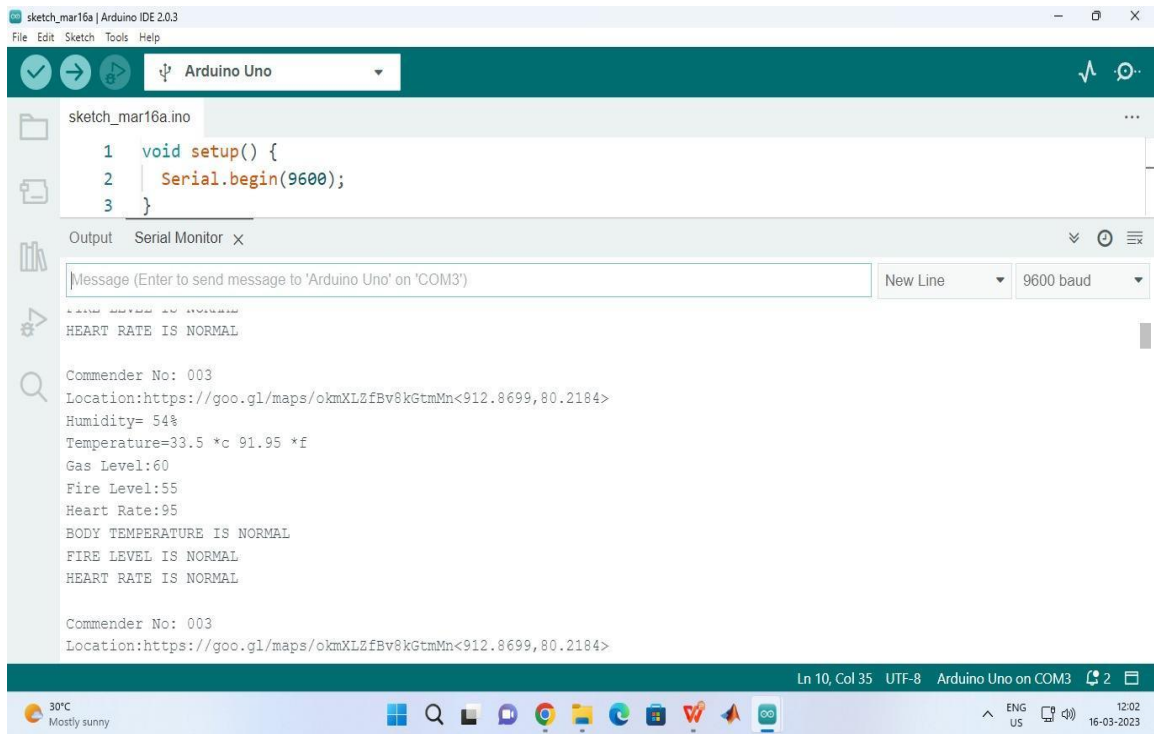 sketch_mar16a | Arduino IDE 2.0.3
File Edit Sketch Tools Help
Arduino Uno
sketch_mar16a.ino
1 void setup() {
2 Serial.begin(9600);
3 }
Output Serial Monitor
Message (Enter to send message to 'Arduino Uno' on 'COM3')
New Line
9600 baud
HEART RATE IS NORMAL
Commender No: 003
Location:https://goo.gl/maps/okmXLZfBv8kGtmMn<912.8699,80.2184>
Humidity= 54%
Temperature=33.5 *c 91.95 *f
Gas Level:60
Fire Level:55
Heart Rate:95
BODY TEMPERATURE IS NORMAL
FIRE LEVEL IS NORMAL
HEART RATE IS NORMAL
Commender No: 003
Location:https://goo.gl/maps/okmXLZfBv8kGtmMn<912.8699,80.2184>
Ln 10, Col 35 UTF-8 Arduino Uno on COM3 2
30°C
Mostly sunny
ENG
US
12:02
16-03-2023